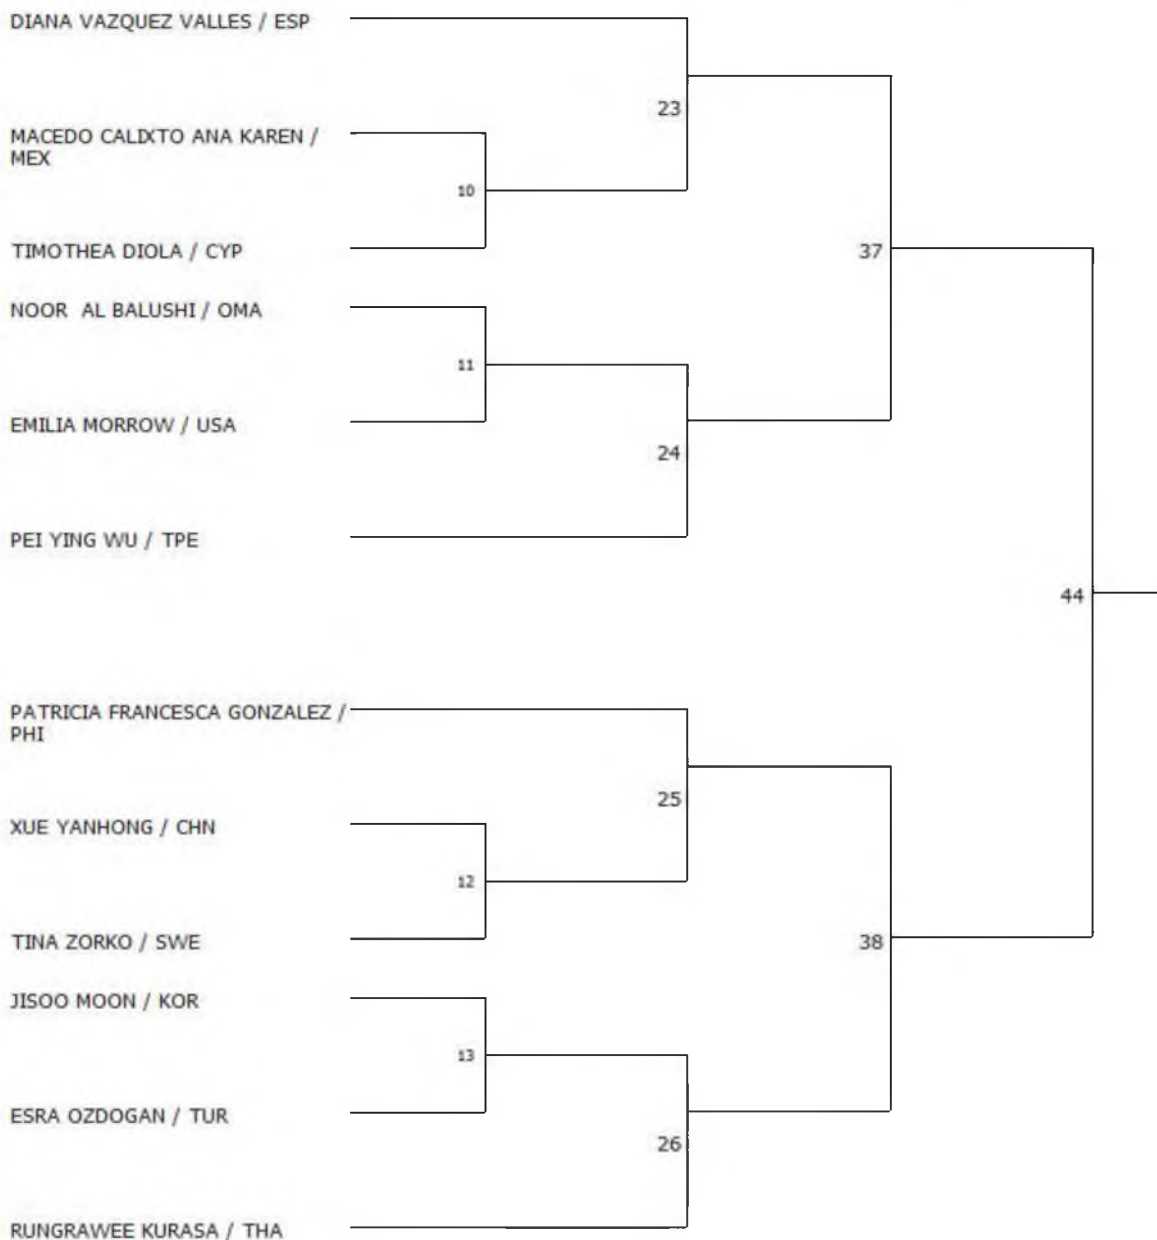 DIANA VAZQUEZ VALLES / ESP
23
MACEDO CALIXTO ANA KAREN /
MEX
10
TIMOTHEA DIOLA / CYP
37
NOOR AL BALUSHI / OMA
11
EMILIA MORROW / USA
24
PEI YING WU / TPE
44
PATRICIA FRANCESCA GONZALEZ /
PHI
25
XUE YANHONG / CHN
12
TINA ZORKO / SWE
38
JISOO MOON / KOR
13
ESRA OZDOGAN / TUR
26
RUNGRAWEE KURASA / THA